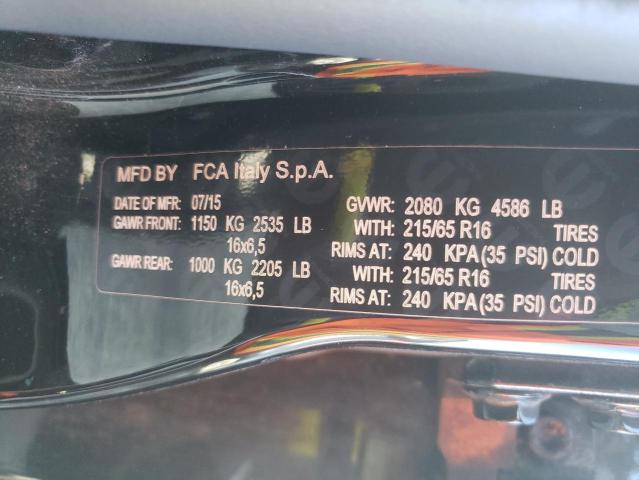 MFD BY FCA Italy S.p.A.
DATE OF MFR: 07/15 GVWR: 2080 KG 4586 LB
GAWR FRONT: 1150 KG 2535 LB WITH: 215/65 R16 TIRES
16x6,5 RIMS AT: 240 KPA(35 PSI) COLD
GAWR REAR: 1000 KG 2205 LB WITH: 215/65 R16 TIRES
16x6,5 RIMS AT: 240 KPA(35 PSI) COLD